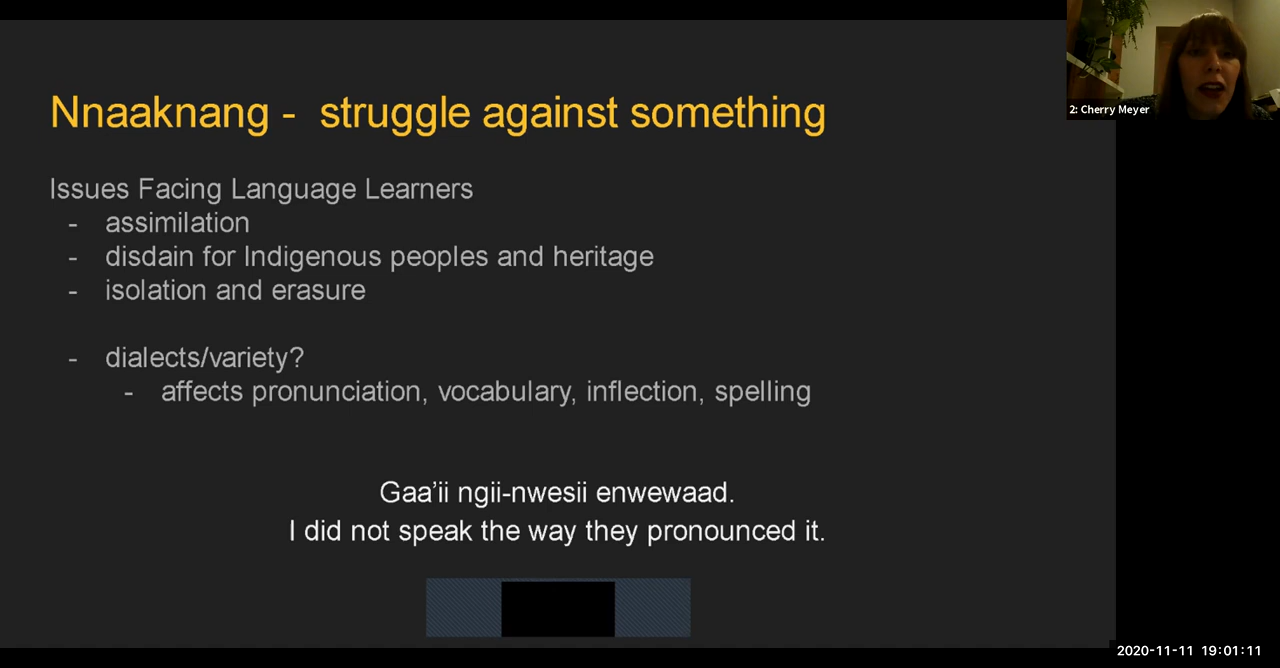 Nnaaknang - struggle against something
Issues Facing Language Learners
- assimilation
- disdain for Indigenous peoples and heritage
- isolation and erasure
- dialects/variety?
- affects pronunciation, vocabulary, inflection, spelling
Gaa’ii ngii-nwesii enwewaad.
I did not speak the way they pronounced it.
2: Cherry Meyer
2020-11-11 19:01:11